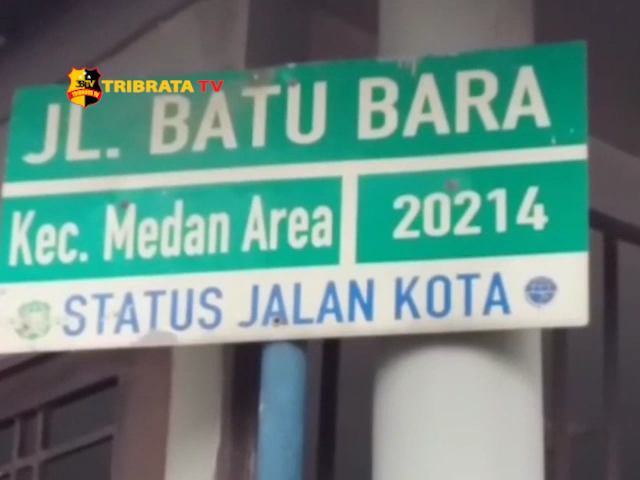 TRIBRATA TV
JL. BATU BARA
Kec. Medan Area 20214
STATUS JALAN KOTA